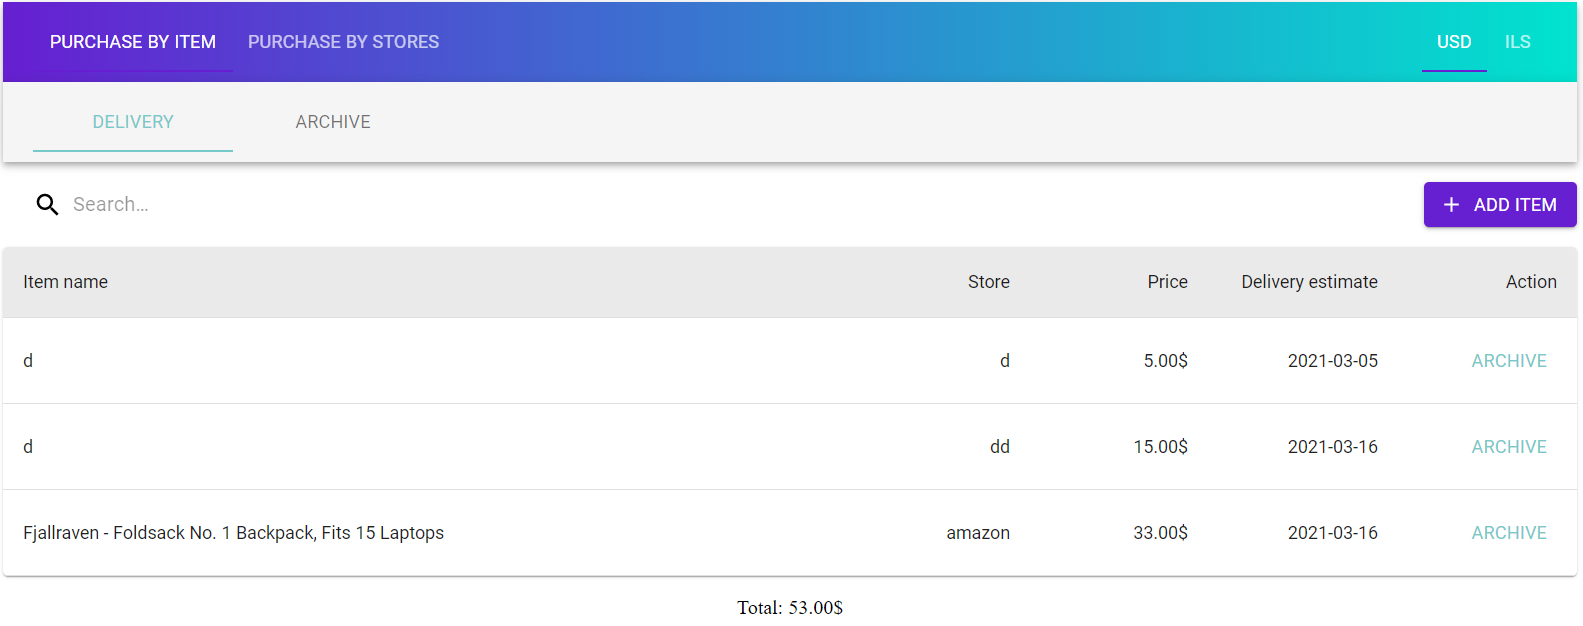 PURCHASE BY ITEM PURCHASE BY STORES USD ILS
DELIVERY ARCHIVE
Search... ADD ITEM
Item name Store Price Delivery estimate Action
d d 5.00$ 2021-03-05 ARCHIVE
d dd 15.00$ 2021-03-16 ARCHIVE
Fjallraven - Foldsack No. 1 Backpack, Fits 15 Laptops amazon 33.00$ 2021-03-16 ARCHIVE
Total: 53.00$